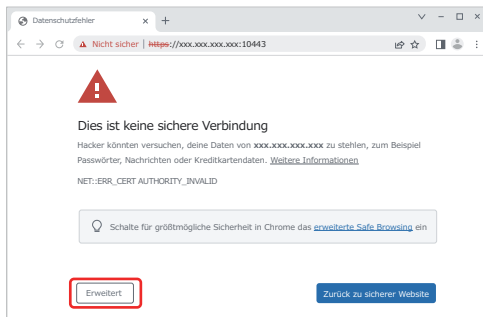 Datenschutzfehler
Nicht sicher | https://xxx.xxx.xxx.xxx:10443
Dies ist keine sichere Verbindung
Hacker könnten versuchen, deine Daten von xxx.xxx.xxx.xxx zu stehlen, zum Beispiel
Passwörter, Nachrichten oder Kreditkartendaten. Weitere Informationen
NET::ERR_CERT AUTHORITY_INVALID
Schalte für größtmögliche Sicherheit in Chrome das erweiterte Safe Browsing ein
Erweitert
Zurück zu sicherer Website